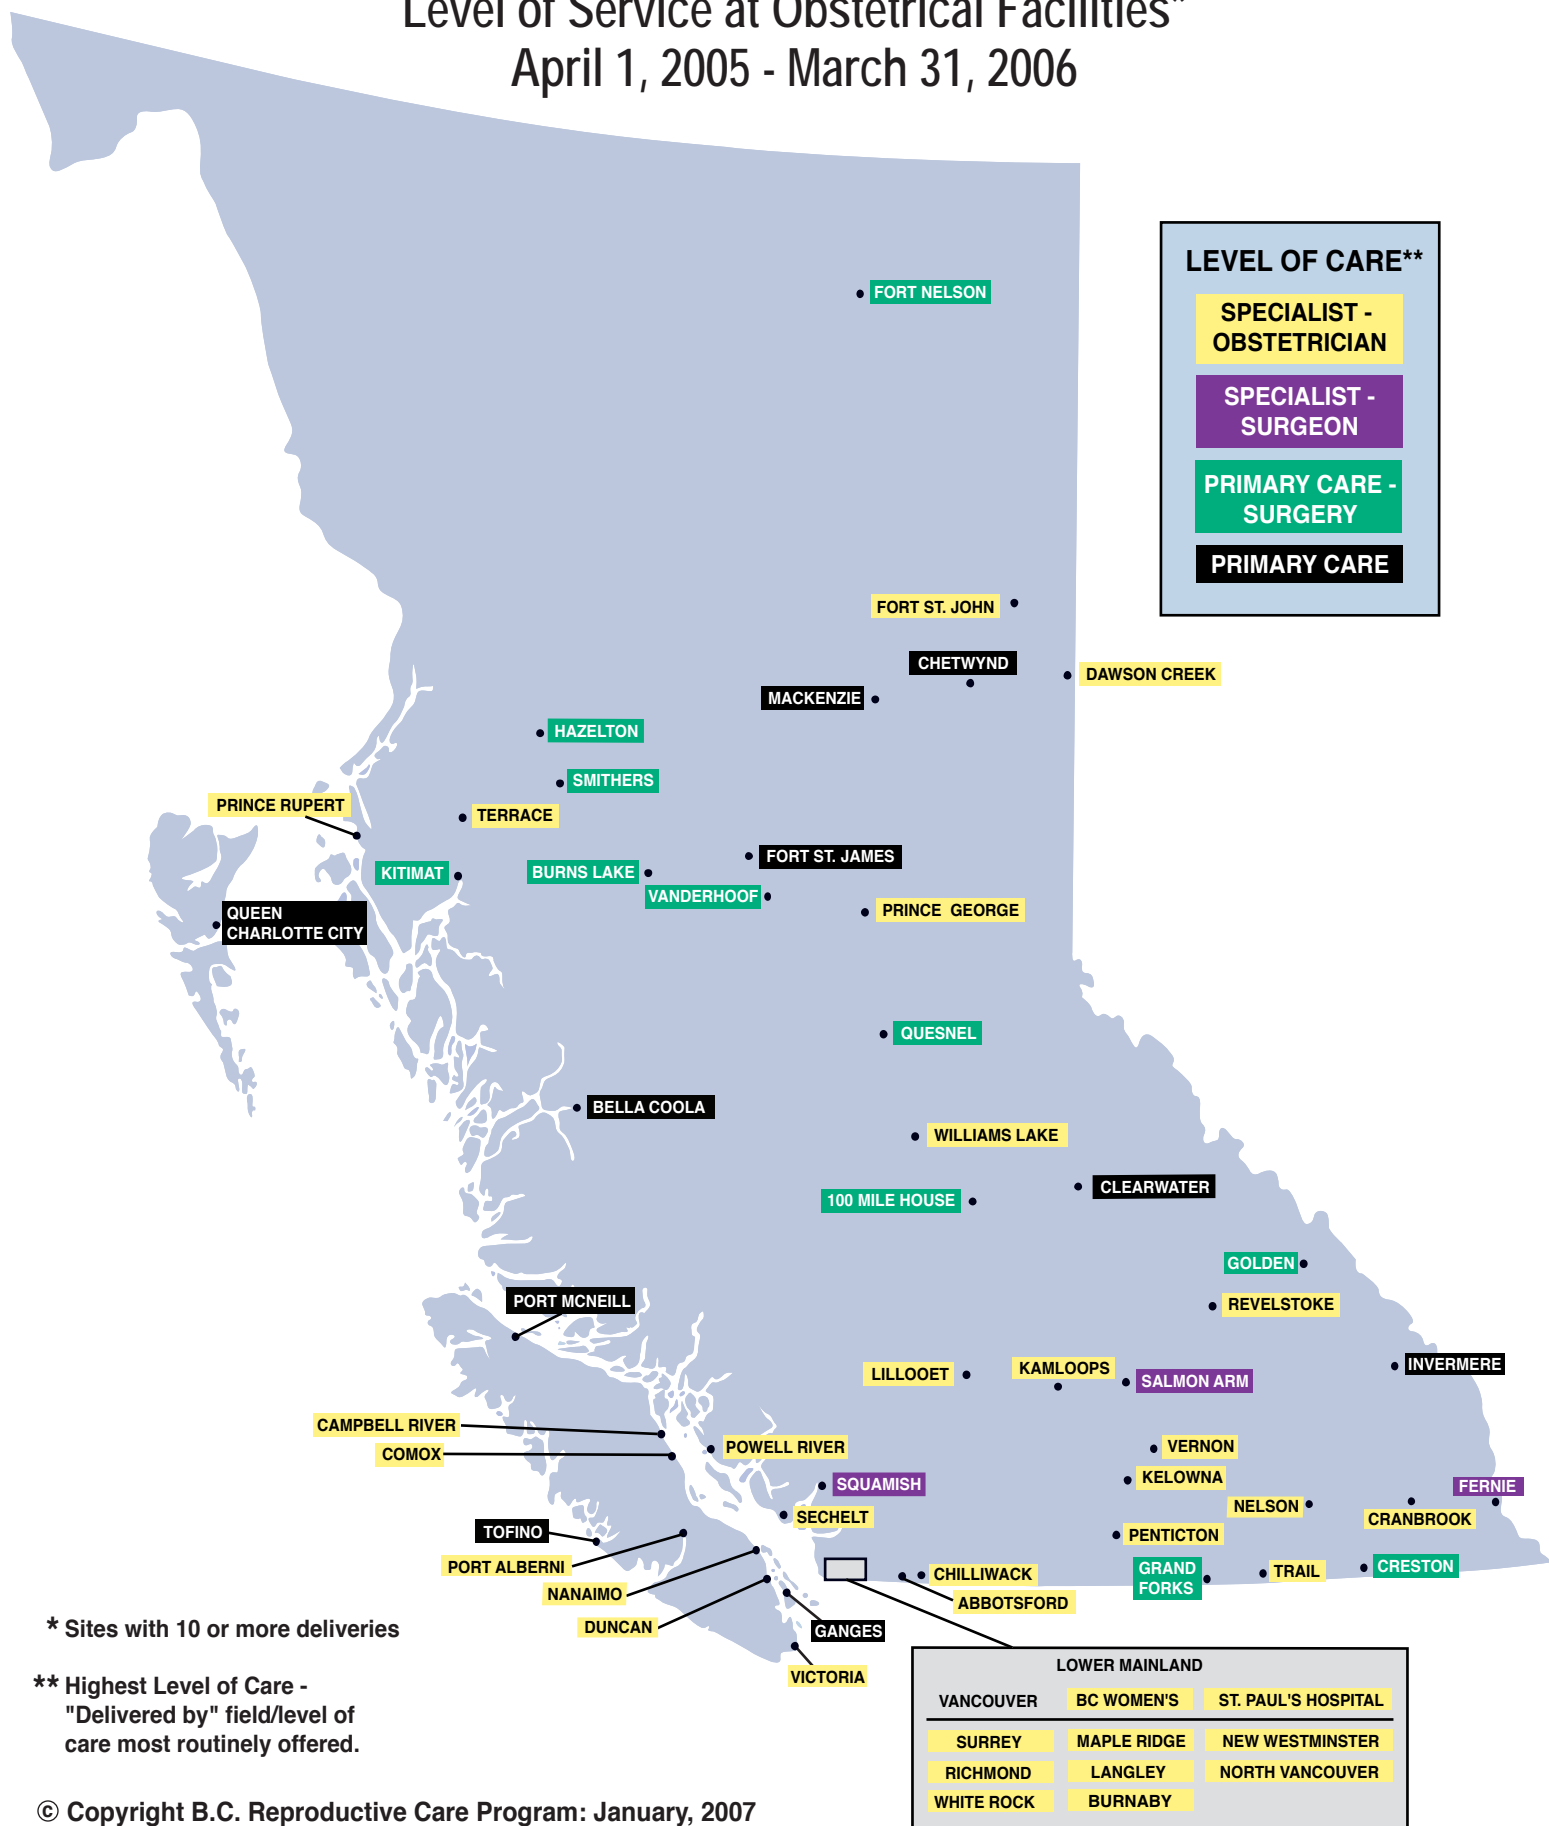 Level of Service at Obstetrical Facilities*
April 1, 2005 - March 31, 2006
LEVEL OF CARE**
SPECIALIST -
OBSTETRICIAN
SPECIALIST -
SURGEON
PRIMARY CARE -
SURGERY
PRIMARY CARE
FORT NELSON
FORT ST. JOHN
CHETWYND
DAWSON CREEK
MACKENZIE
HAZELTON
SMITHERS
PRINCE RUPERT
TERRACE
FORT ST. JAMES
KITIMAT
BURNS LAKE
VANDERHOOF
PRINCE GEORGE
QUEEN
CHARLOTTE CITY
QUESNEL
BELLA COOLA
WILLIAMS LAKE
CLEARWATER
100 MILE HOUSE
GOLDEN
PORT MCNEILL
REVELSTOKE
INVERMERE
LILLOOET
KAMLOOPS
SALMON ARM
CAMPBELL RIVER
COMOX
POWELL RIVER
VERNON
KELOWNA
SQUAMISH
FERNIE
NELSON
SECHELT
CRANBROOK
TOFINO
PENTICTON
PORT ALBERNI
CHILLIWACK
GRAND
FORKS
TRAIL
CRESTON
NANAIMO
ABBOTSFORD
DUNCAN
GANGES
VICTORIA
* Sites with 10 or more deliveries
** Highest Level of Care -
"Delivered by" field/level of
care most routinely offered.
LOWER MAINLAND
VANCOUVER BC WOMEN'S ST. PAUL'S HOSPITAL
SURREY MAPLE RIDGE NEW WESTMINSTER
RICHMOND LANGLEY NORTH VANCOUVER
WHITE ROCK BURNABY
© Copyright B.C. Reproductive Care Program: January, 2007